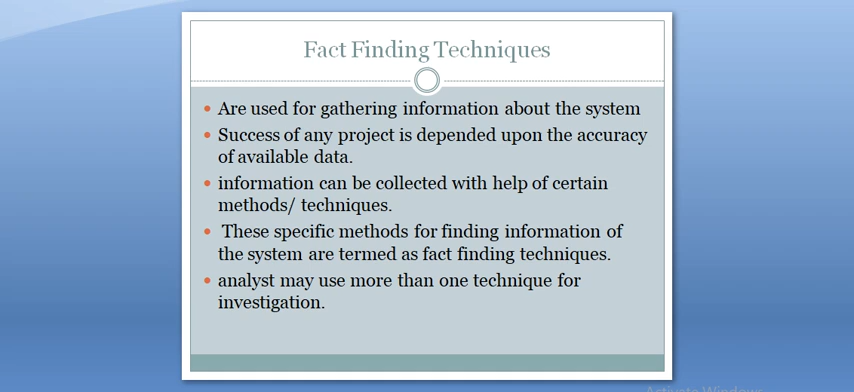 Fact Finding Techniques
Are used for gathering information about the system
Success of any project is depended upon the accuracy
of available data.
information can be collected with help of certain
methods/ techniques.
These specific methods for finding information of
the system are termed as fact finding techniques.
analyst may use more than one technique for
investigation.
Activate Windows